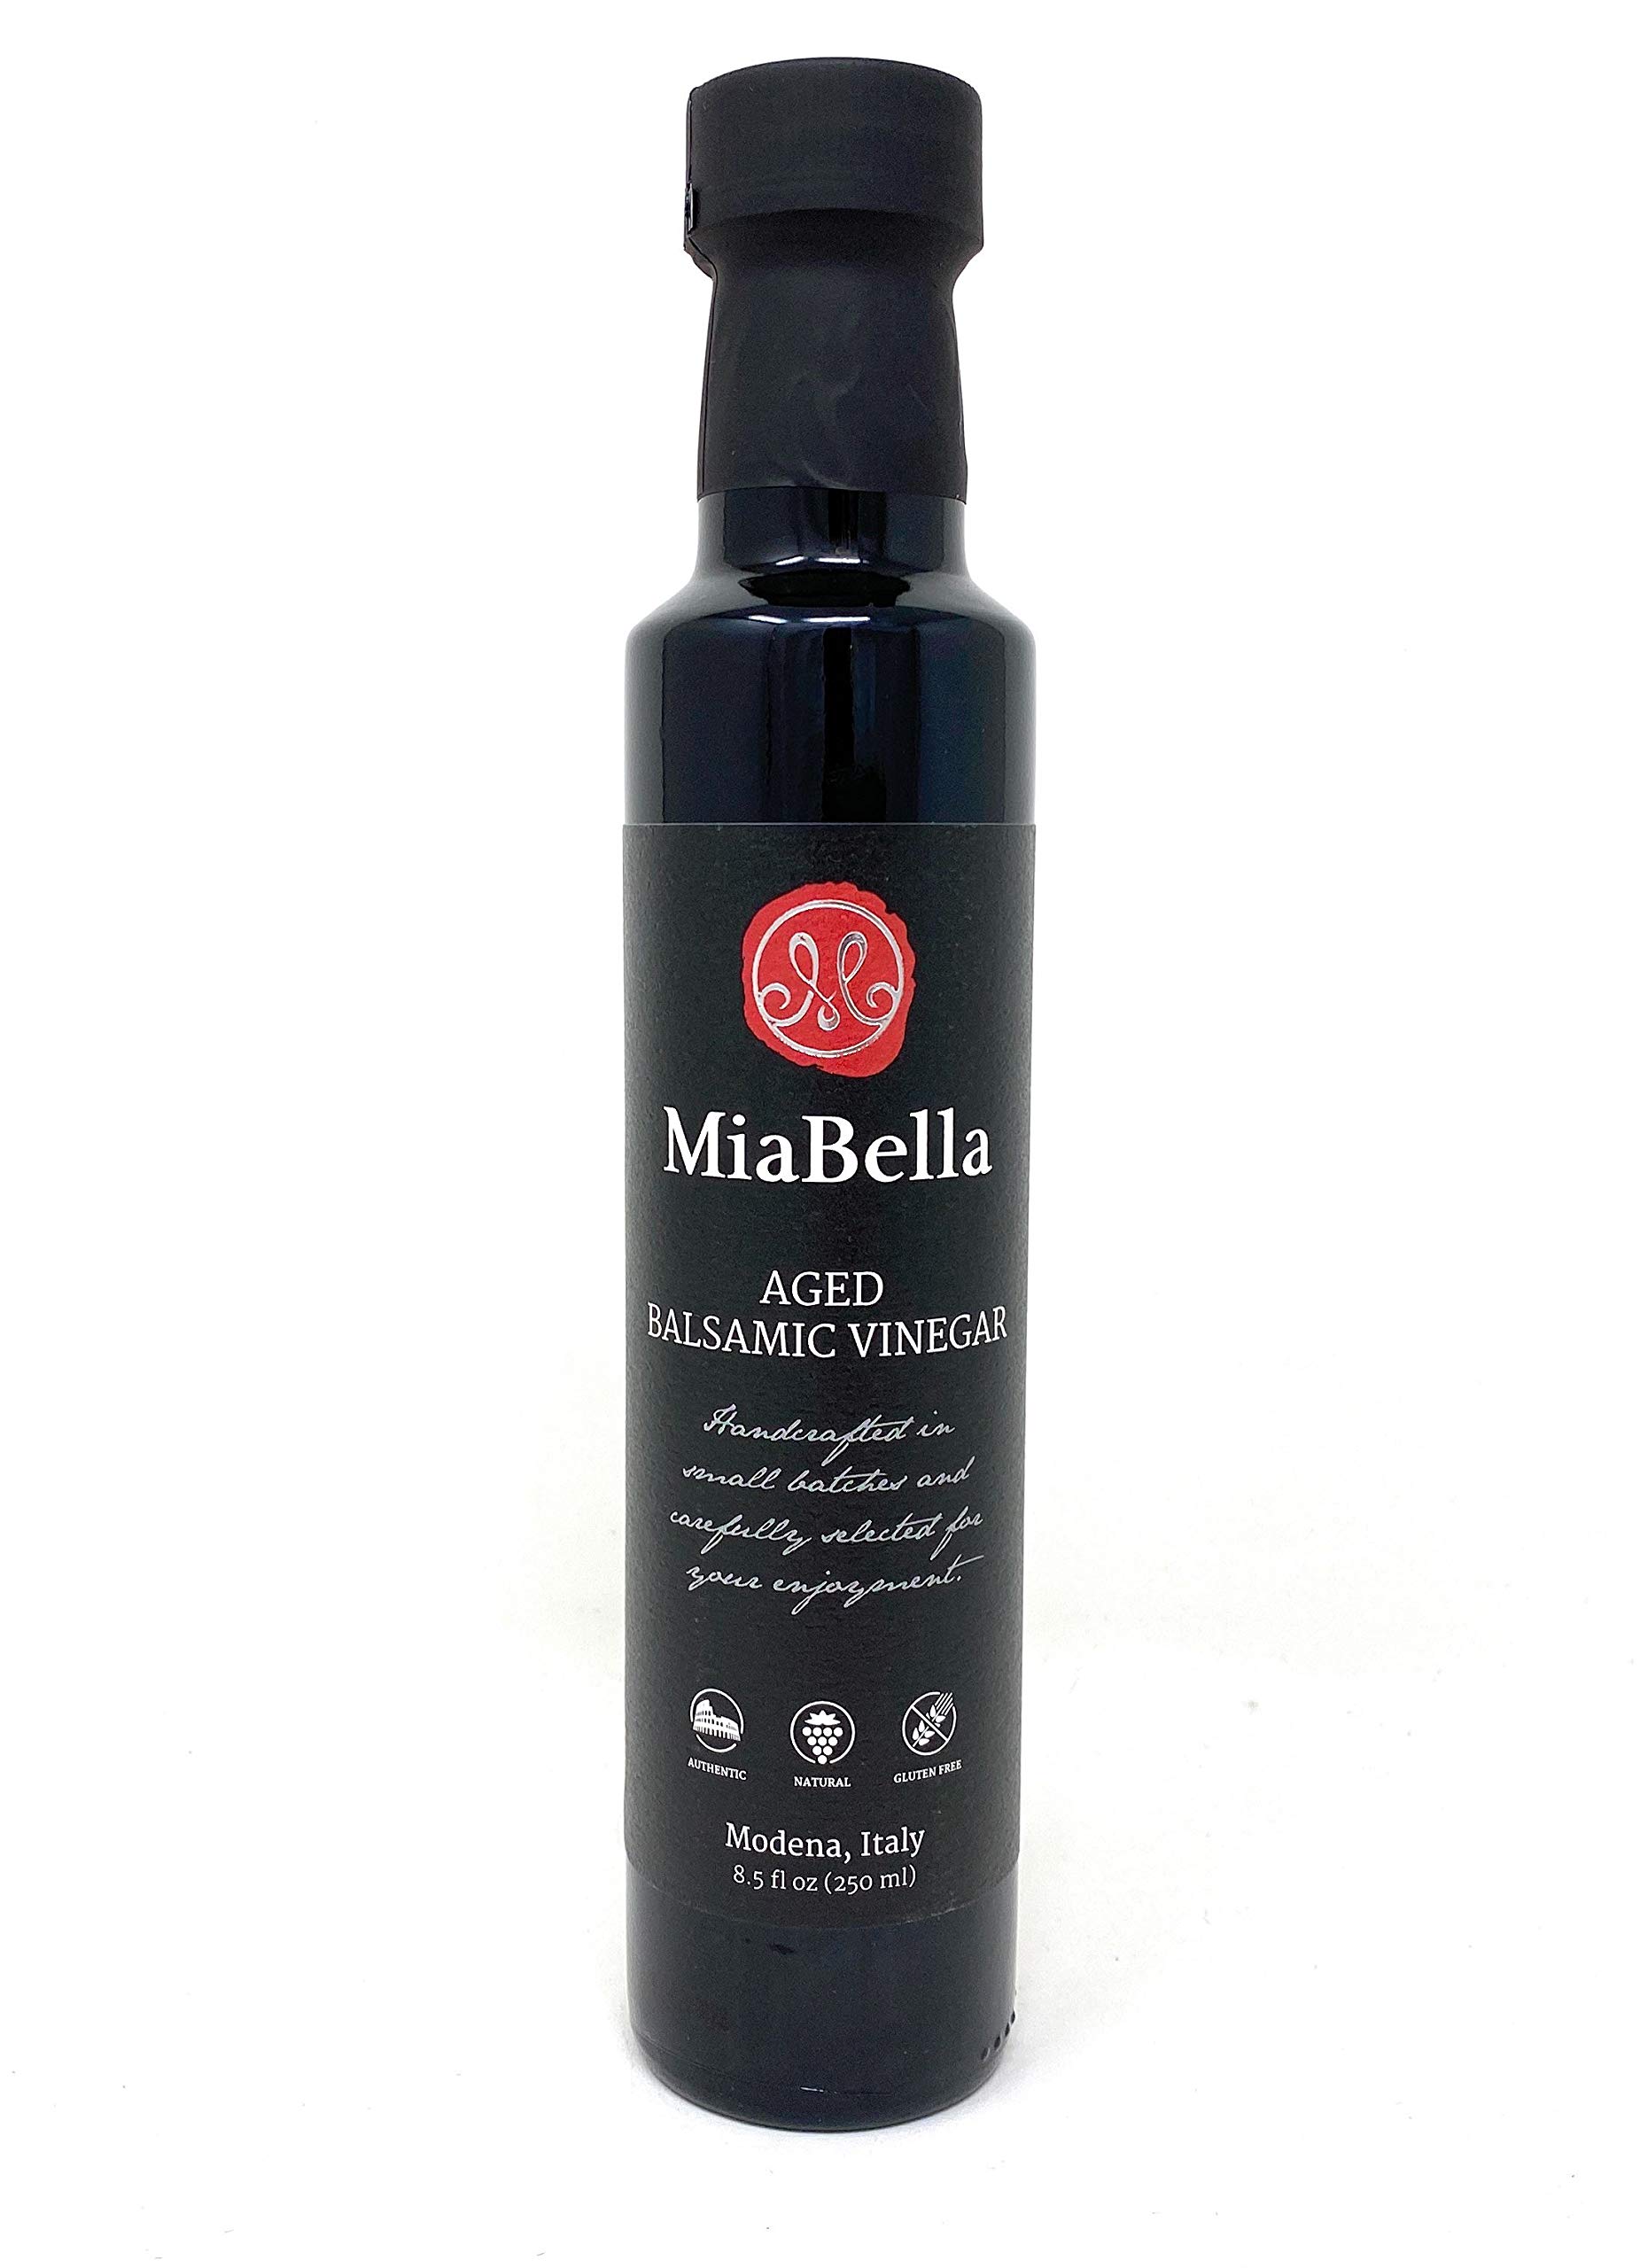 M
MiaBella
AGED
BALSAMIC VINEGAR
Handcrafted in
small batches and
carefully selected for
your enjoyment.
AUTHENTIC
NATURAL
GLUTEN FREE
Modena, Italy
8.5 fl oz (250 ml)